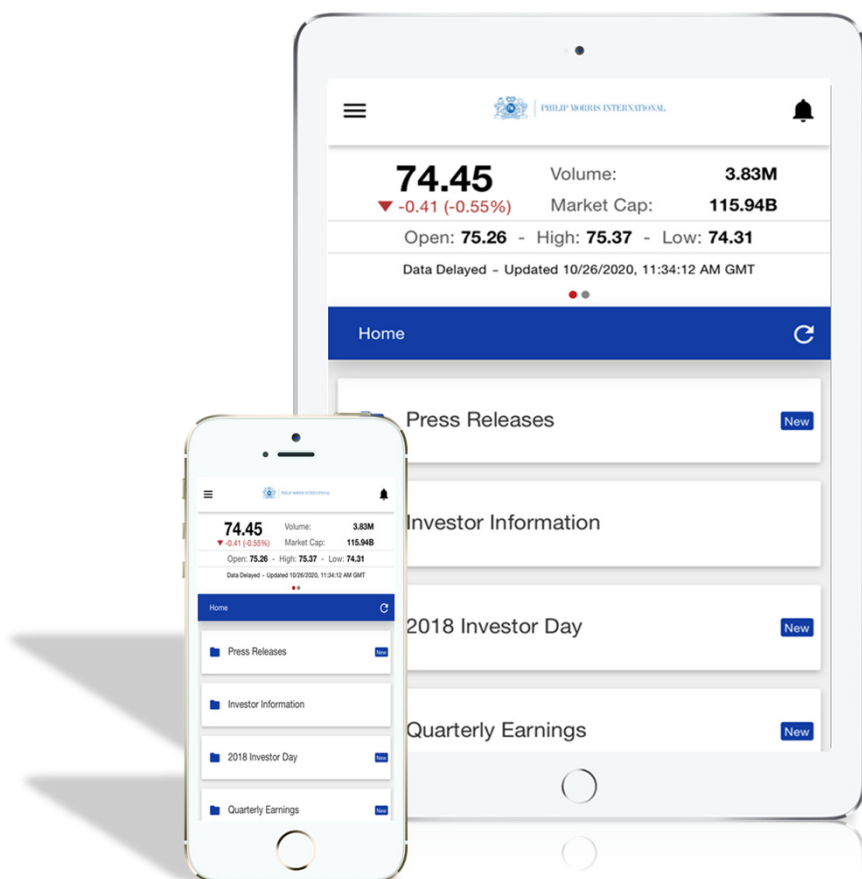 PHILIP MORRIS INTERNATIONAL
74.45 Volume: 3.83M
▼ -0.41 (-0.55%) Market Cap: 115.94B
Open: 75.26 - High: 75.37 - Low: 74.31
Data Delayed - Updated 10/26/2020, 11:34:12 AM GMT
Home
Press Releases New
Investor Information
2018 Investor Day New
Quarterly Earnings New
PHILIP MORRIS INTERNATIONAL
74.45 Volume: 3.83M
▼ -0.41 (-0.55%) Market Cap: 115.94B
Open: 75.26 - High: 75.37 - Low: 74.31
Data Delayed - Updated 10/26/2020, 11:34:12 AM GMT
Home
Press Releases New
Investor Information
2018 Investor Day New
Quarterly Earnings New